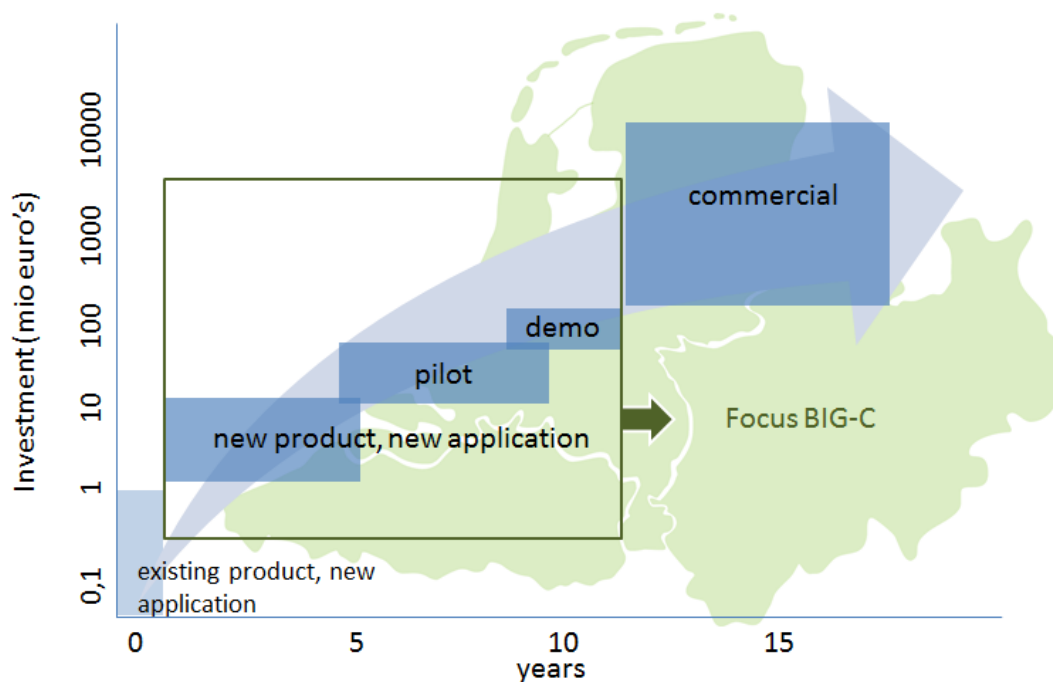 Investment (mio euro's)
10000
1000
100
10
1
0,1
commercial
demo
pilot
new product, new application
Focus BIG-C
existing product, new
application
0
5
10
15
years